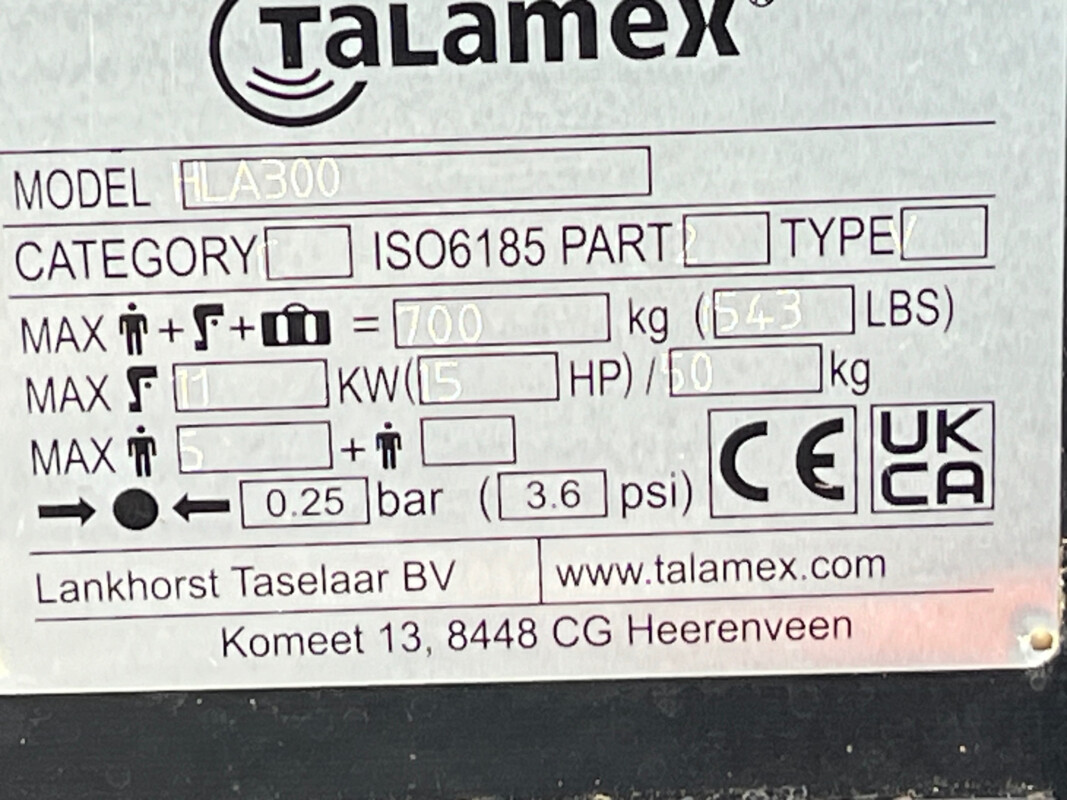 TaLamex®
MODEL HLA300
CATEGORY C ISO6185 PART 2 TYPE V
MAX + + = 700 kg (1543 LBS)
MAX 11 KW(15 HP) /50 kg
MAX 5 +
0.25 bar (3.6 psi)
CE UK CA
Lankhorst Taselaar BV www.talamex.com
Komeet 13, 8448 CG Heerenveen